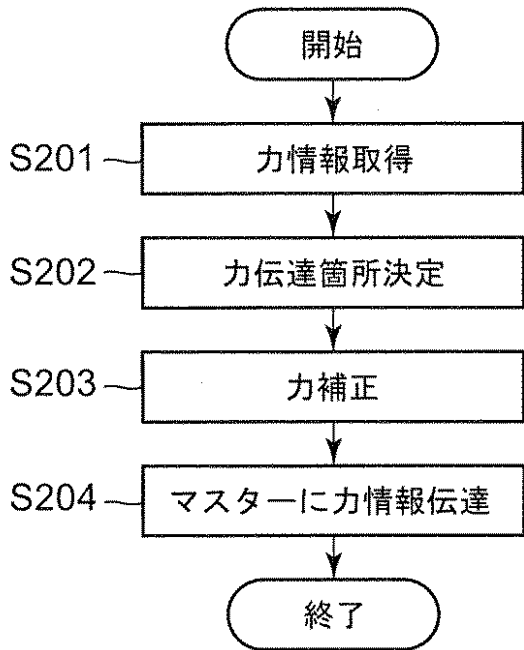 開始
S201 力情報取得
S202 力伝達箇所決定
S203 力補正
S204 マスターに力情報伝達
終了